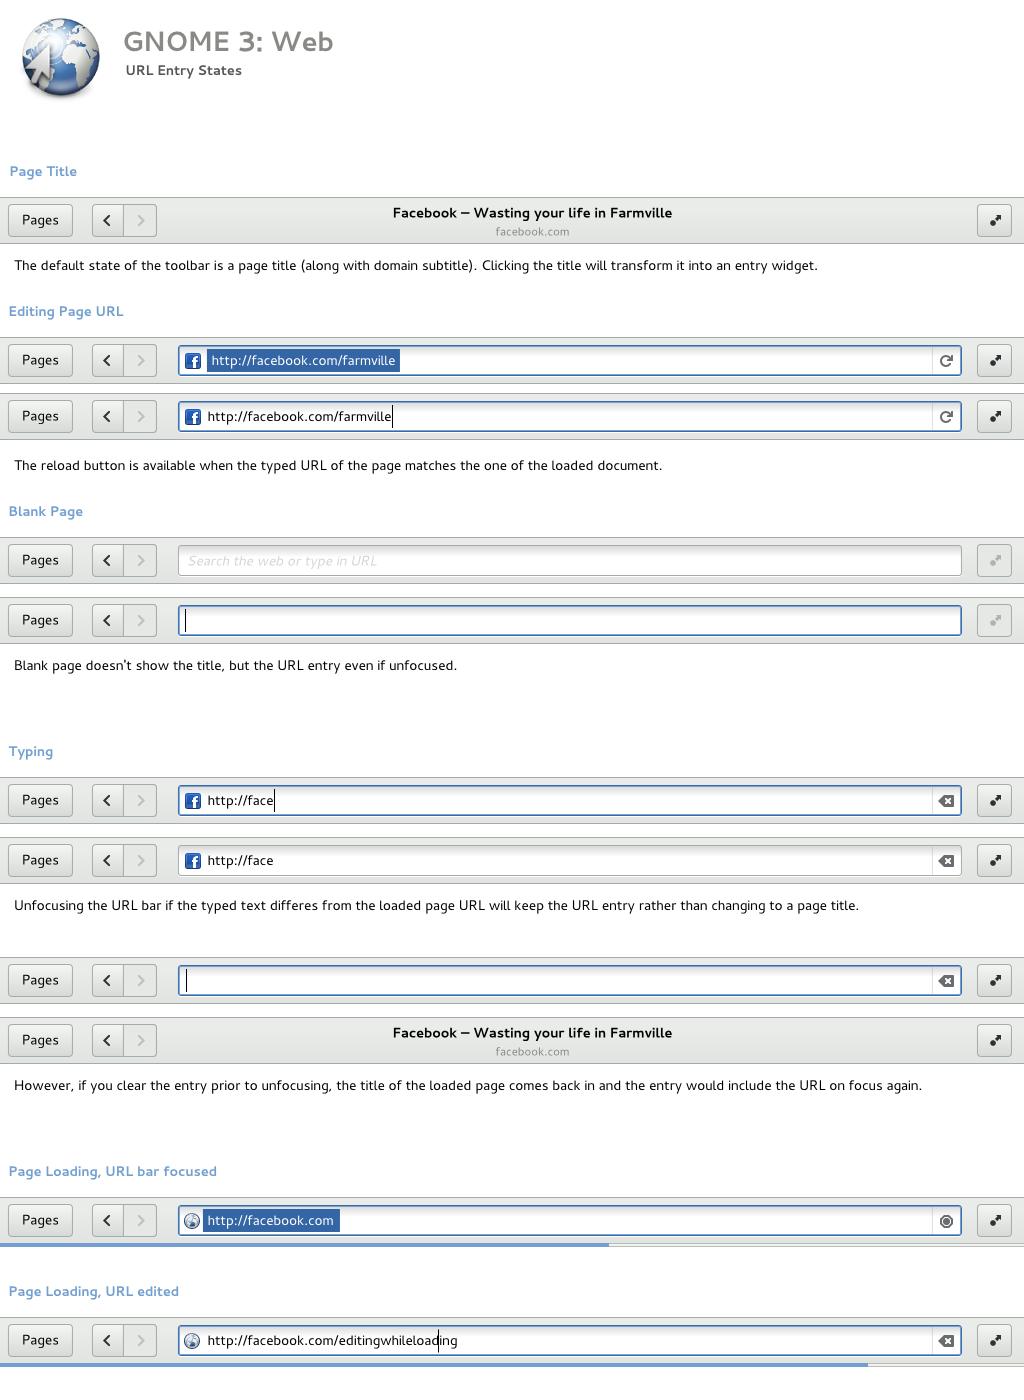 GNOME 3: Web
URL Entry States
Page Title
Pages
Facebook – Wasting your life in Farmville
facebook.com
The default state of the toolbar is a page title (along with domain subtitle). Clicking the title will transform it into an entry widget.
Editing Page URL
Pages
http://facebook.com/farmville
Pages
http://facebook.com/farmville
The reload button is available when the typed URL of the page matches the one of the loaded document.
Blank Page
Pages
Search the web or type in URL
Pages
Blank page doesn't show the title, but the URL entry even if unfocused.
Typing
Pages
http://face
Pages
http://face
Unfocusing the URL bar if the typed text differes from the loaded page URL will keep the URL entry rather than changing to a page title.
Pages
Pages
Facebook – Wasting your life in Farmville
facebook.com
However, if you clear the entry prior to unfocusing, the title of the loaded page comes back in and the entry would include the URL on focus again.
Page Loading, URL bar focused
Pages
http://facebook.com
Page Loading, URL edited
Pages
http://facebook.com/editingwhileloading